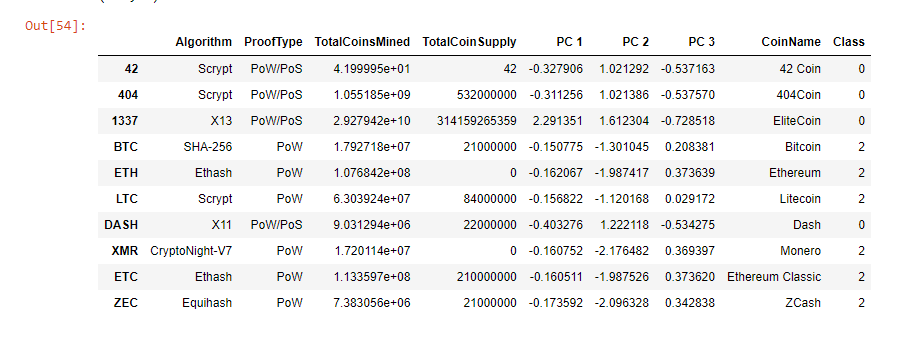 Out[54]:
Algorithm ProofType TotalCoinsMined TotalCoinSupply PC 1 PC 2 PC 3 CoinName Class
42 Scrypt PoW/PoS 4.199995e+01 42 -0.327906 1.021292 -0.537163 42 Coin 0
404 Scrypt PoW/PoS 1.055185e+09 532000000 -0.311256 1.021386 -0.537570 404Coin 0
1337 X13 PoW/PoS 2.927942e+10 314159265359 2.291351 1.612304 -0.728518 EliteCoin 0
BTC SHA-256 PoW 1.792718e+07 21000000 -0.150775 -1.301045 0.208381 Bitcoin 2
ETH Ethash PoW 1.076842e+08 0 -0.162067 -1.987417 0.373639 Ethereum 2
LTC Scrypt PoW 6.303924e+07 84000000 -0.156822 -1.120168 0.029172 Litecoin 2
DASH X11 PoW/PoS 9.031294e+06 22000000 -0.403276 1.222118 -0.534275 Dash 0
XMR CryptoNight-V7 PoW 1.720114e+07 0 -0.160752 -2.176482 0.369397 Monero 2
ETC Ethash PoW 1.133597e+08 210000000 -0.160511 -1.987526 0.373620 Ethereum Classic 2
ZEC Equihash PoW 7.383056e+06 21000000 -0.173592 -2.096328 0.342838 ZCash 2